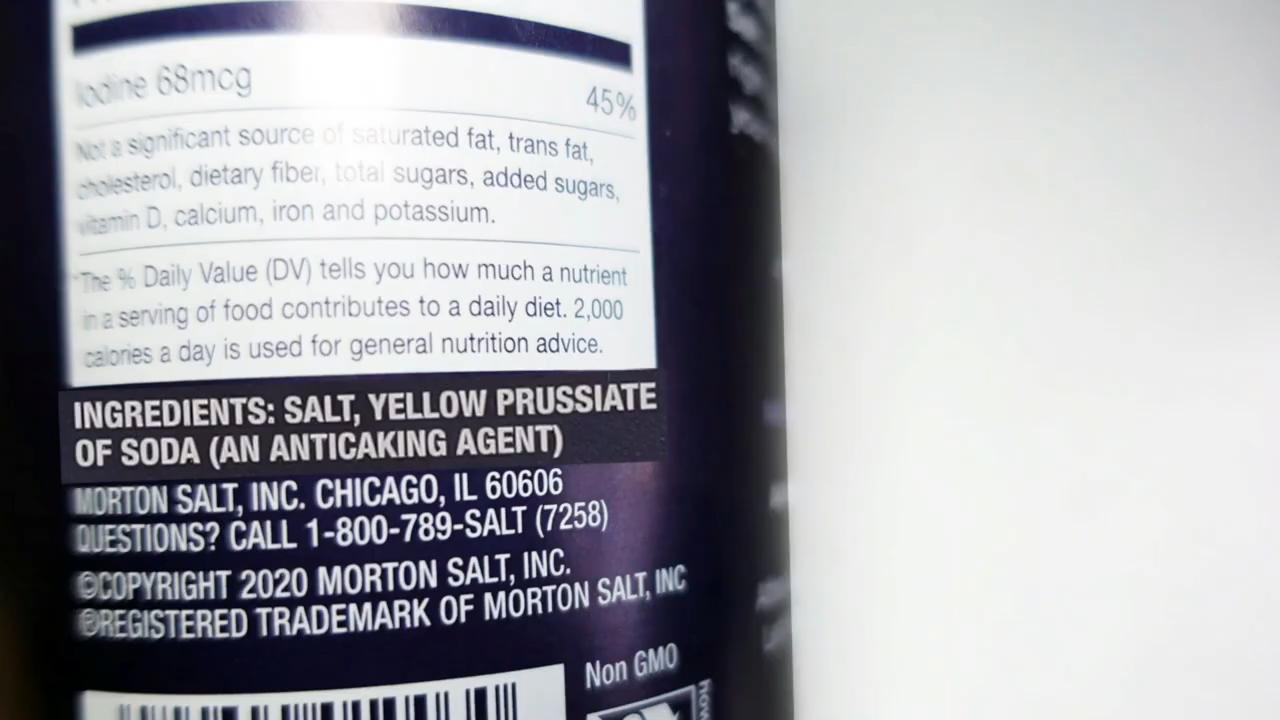 Iodine 68mcg 45%
Not a significant source of saturated fat, trans fat,
cholesterol, dietary fiber, total sugars, added sugars,
vitamin D, calcium, iron and potassium.
*The % Daily Value (DV) tells you how much a nutrient
in a serving of food contributes to a daily diet. 2,000
calories a day is used for general nutrition advice.
INGREDIENTS: SALT, YELLOW PRUSSIATE
OF SODA (AN ANTICAKING AGENT)
MORTON SALT, INC. CHICAGO, IL 60606
QUESTIONS? CALL 1-800-789-SALT (7258)
©COPYRIGHT 2020 MORTON SALT, INC.
®REGISTERED TRADEMARK OF MORTON SALT, INC
Non GMO
how